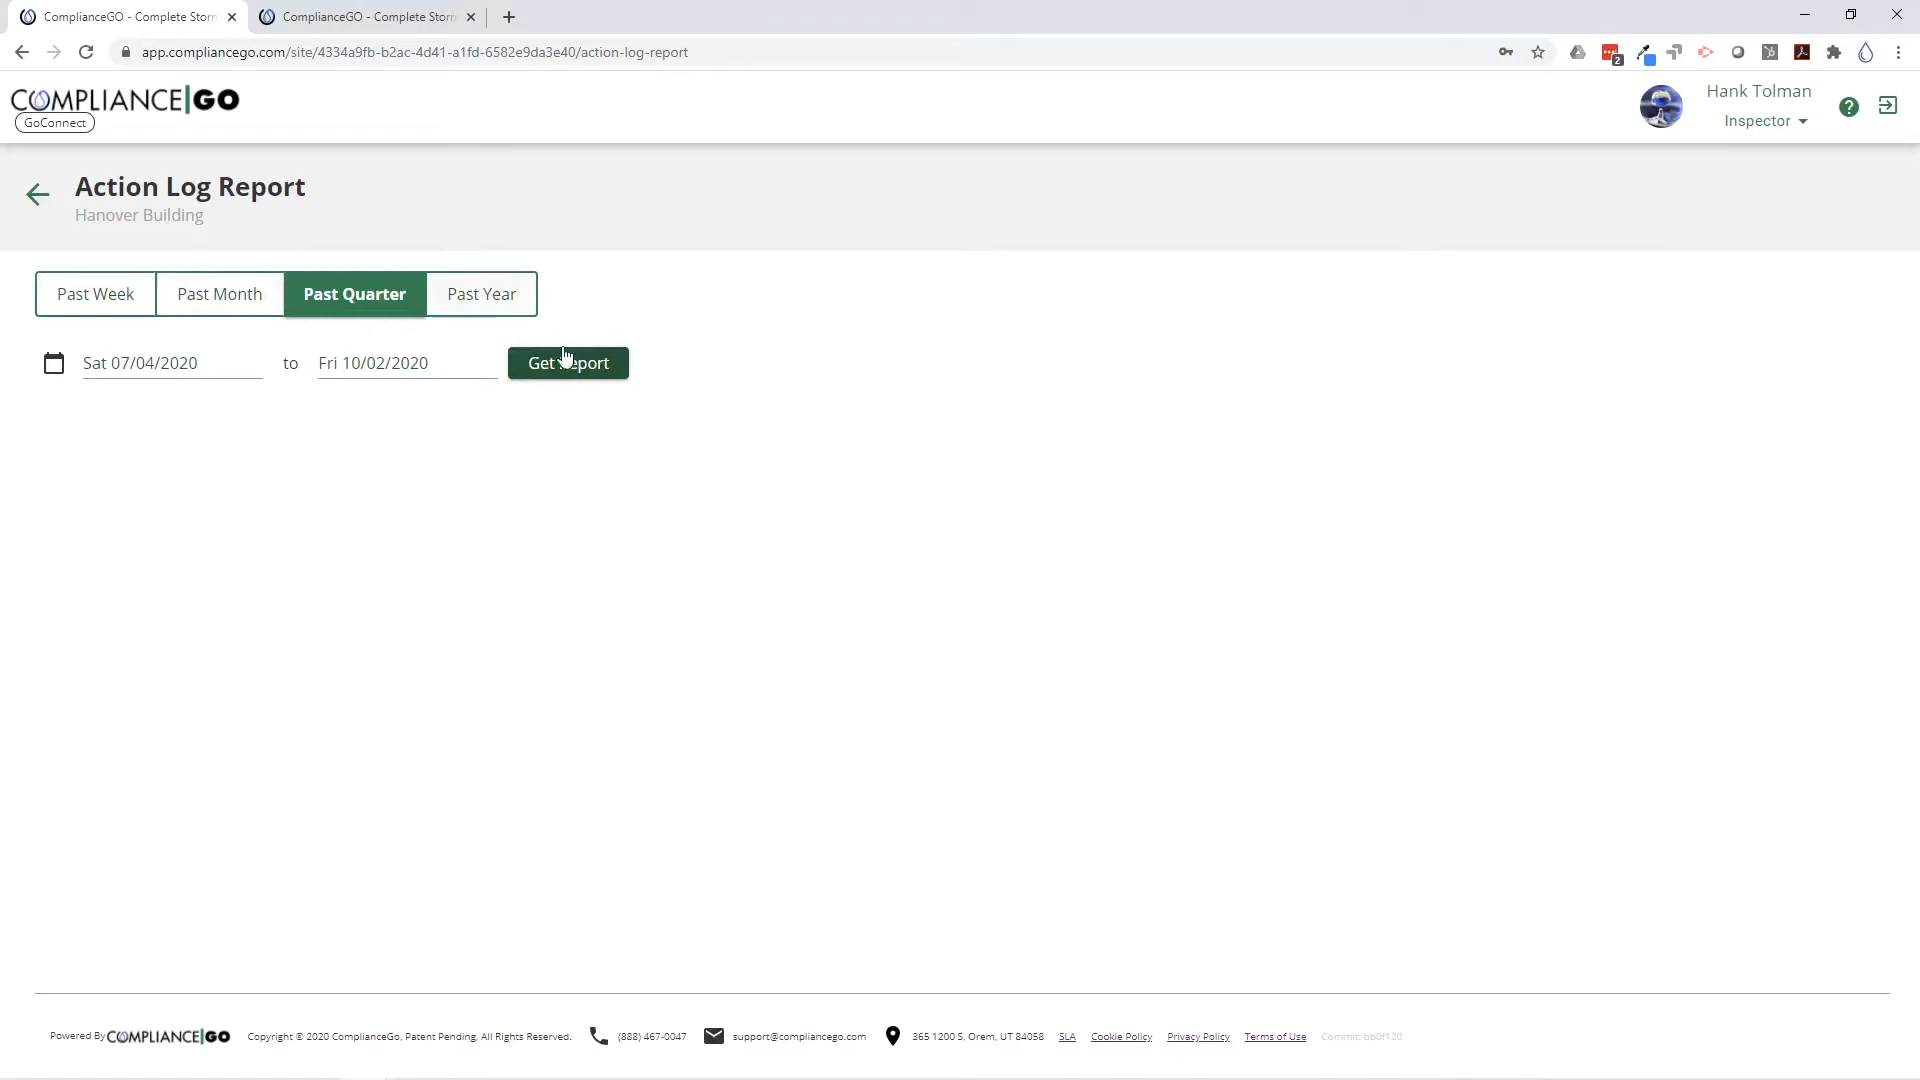 ComplianceGO - Complete Storm
ComplianceGO - Complete Storm
app.compliancego.com/site/4334a9fb-b2ac-4d41-a1fd-6582e9da3e40/action-log-report
2
COMPLIANCE|GO
GoConnect
Hank Tolman
Inspector
?
Action Log Report
Hanover Building
Past Week
Past Month
Past Quarter
Past Year
Sat 07/04/2020 to Fri 10/02/2020 Get Report
Powered By COMPLIANCE|GO Copyright © 2020 ComplianceGo, Patent Pending, All Rights Reserved. (888) 467-0047 support@compliancego.com 365 1200 S, Orem, UT 84058 SLA Cookie Policy Privacy Policy Terms of Use Commit: bb0f120